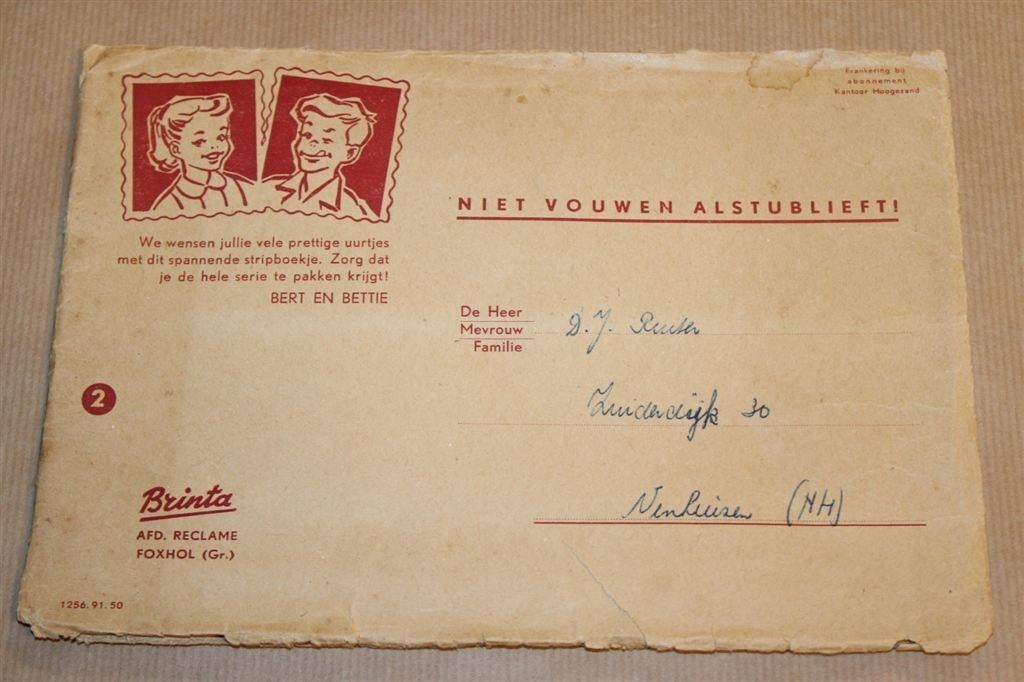 Frankering bij
abonnement
Kantoor Hoogezand
NIET VOUWEN ALSTUBLIEFT!
We wensen jullie vele prettige uurtjes
met dit spannende stripboekje. Zorg dat
je de hele serie te pakken krijgt!
BERT EN BETTIE
De Heer
Mevrouw
Familie
D. J. Ruiter
Zuiderdijk 30
Venhuisen (NH)
2
Brinta
AFD. RECLAME
FOXHOL (Gr.)
1256.91.50